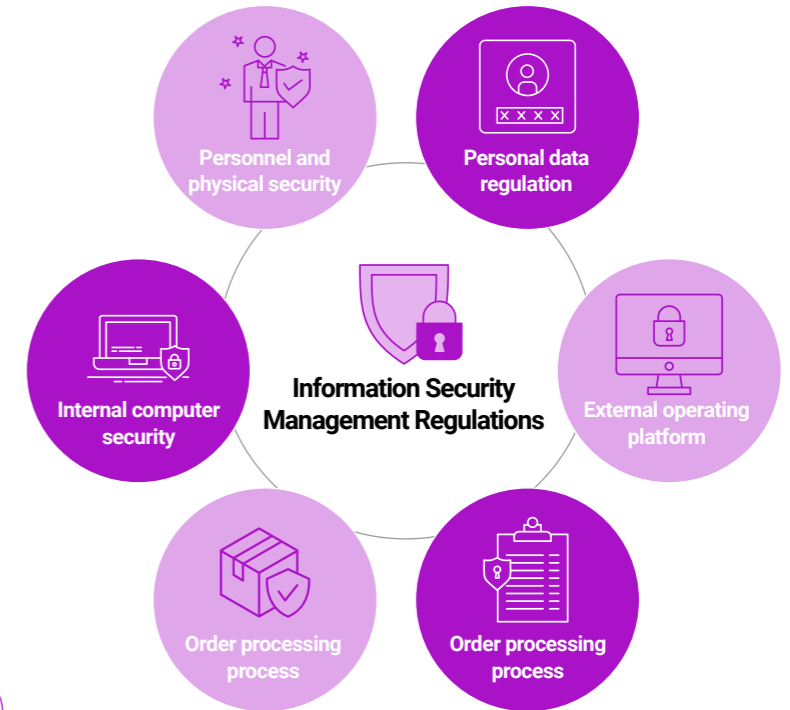 Personnel and
physical security
Personal data
regulation
X X X X
Information Security
Management Regulations
Internal computer
security
External operating
platform
Order processing
process
Order processing
process